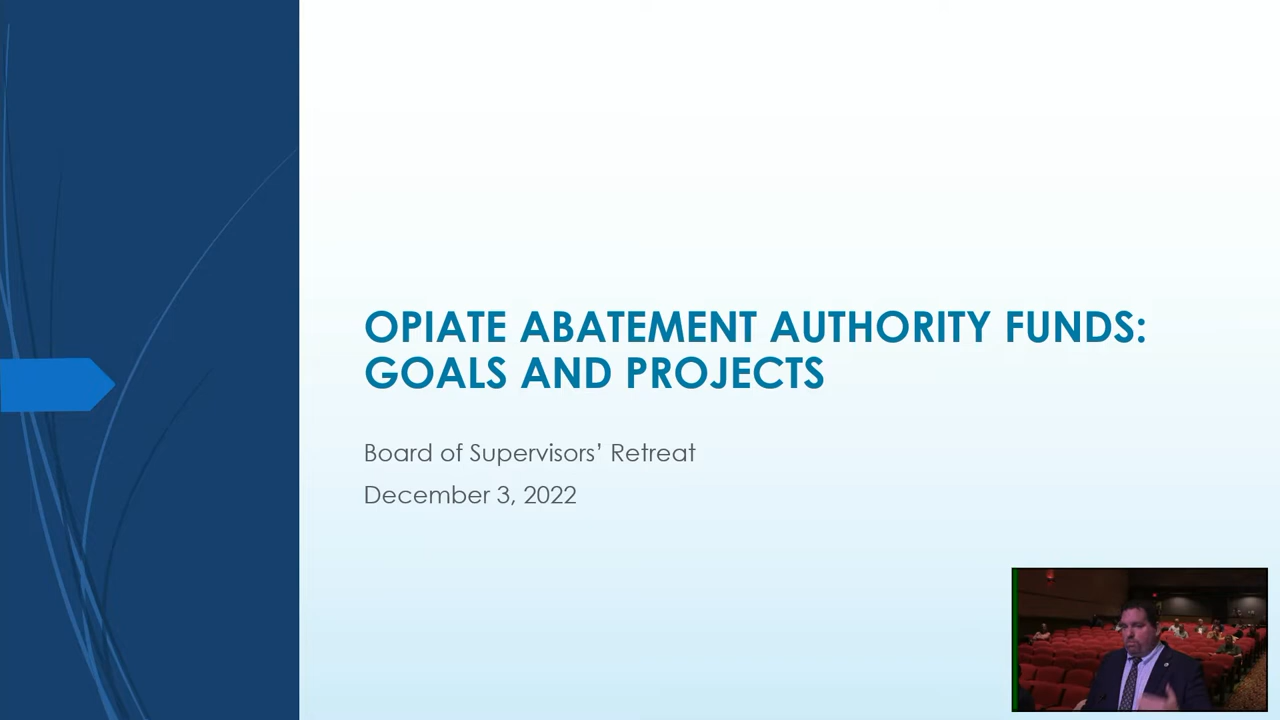 OPIATE ABATEMENT AUTHORITY FUNDS:
GOALS AND PROJECTS
Board of Supervisors’ Retreat
December 3, 2022